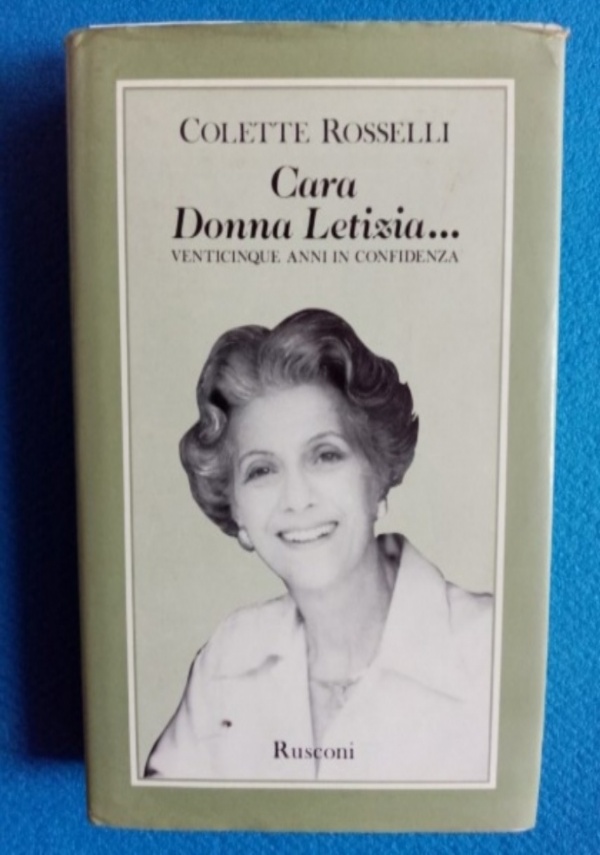 COLETTE ROSSELLI
Cara
Donna Letizia...
VENTICINQUE ANNI IN CONFIDENZA
Rusconi